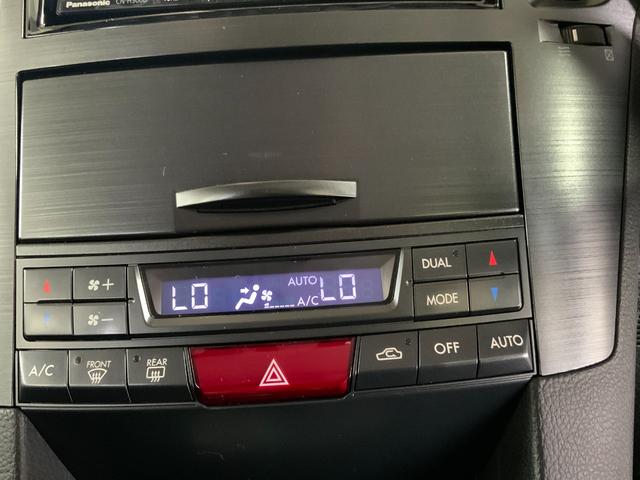 Panasonic
DUAL
LO AUTO A/C LO
MODE
A/C FRONT REAR OFF AUTO